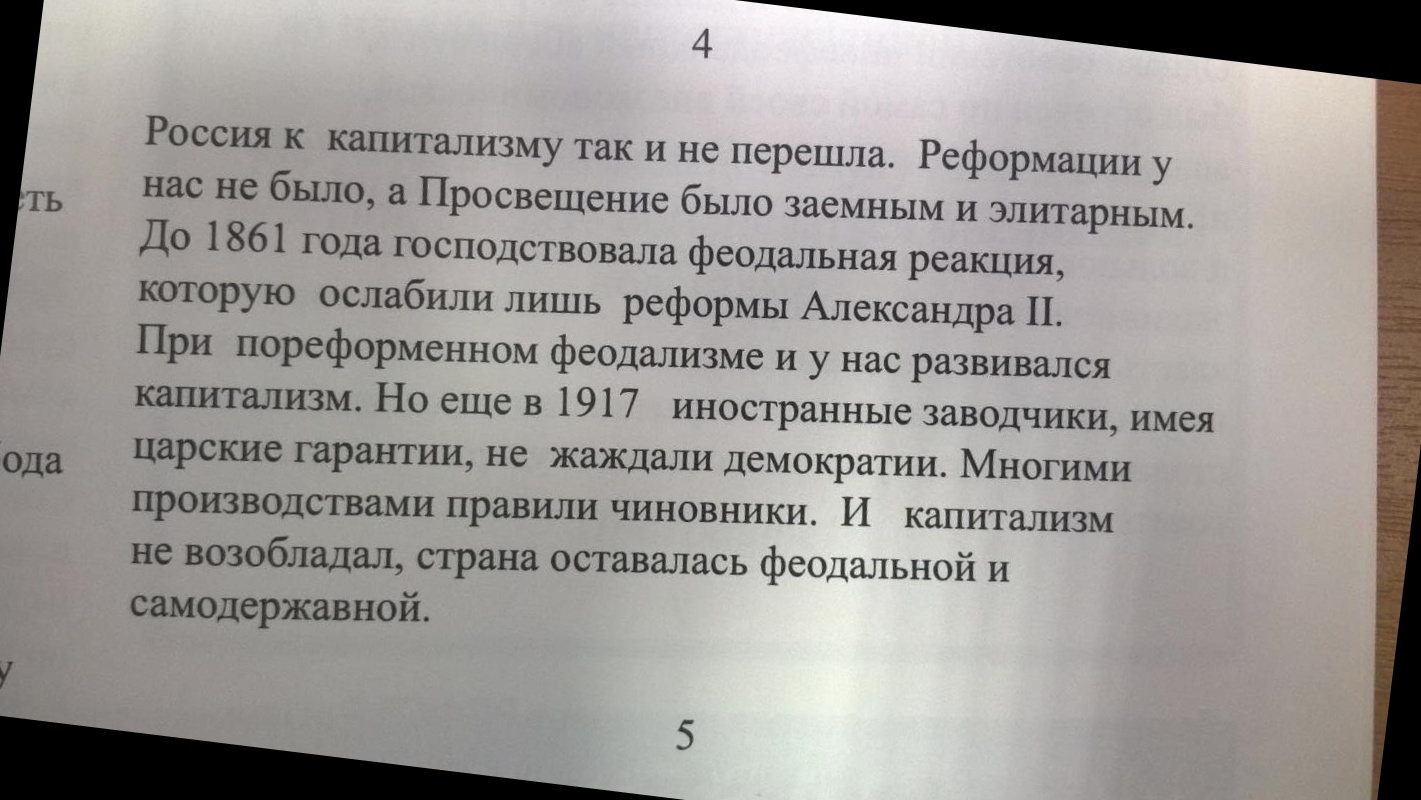 4
Россия к капитализму так и не перешла. Реформации у
нас не было, а Просвещение было заемным и элитарным.
До 1861 года господствовала феодальная реакция,
которую ослабили лишь реформы Александра II.
При пореформенном феодализме и у нас развивался
капитализм. Но еще в 1917 иностранные заводчики, имея
царские гарантии, не жаждали демократии. Многими
производствами правили чиновники. И капитализм
не возобладал, страна оставалась феодальной и
самодержавной.
5